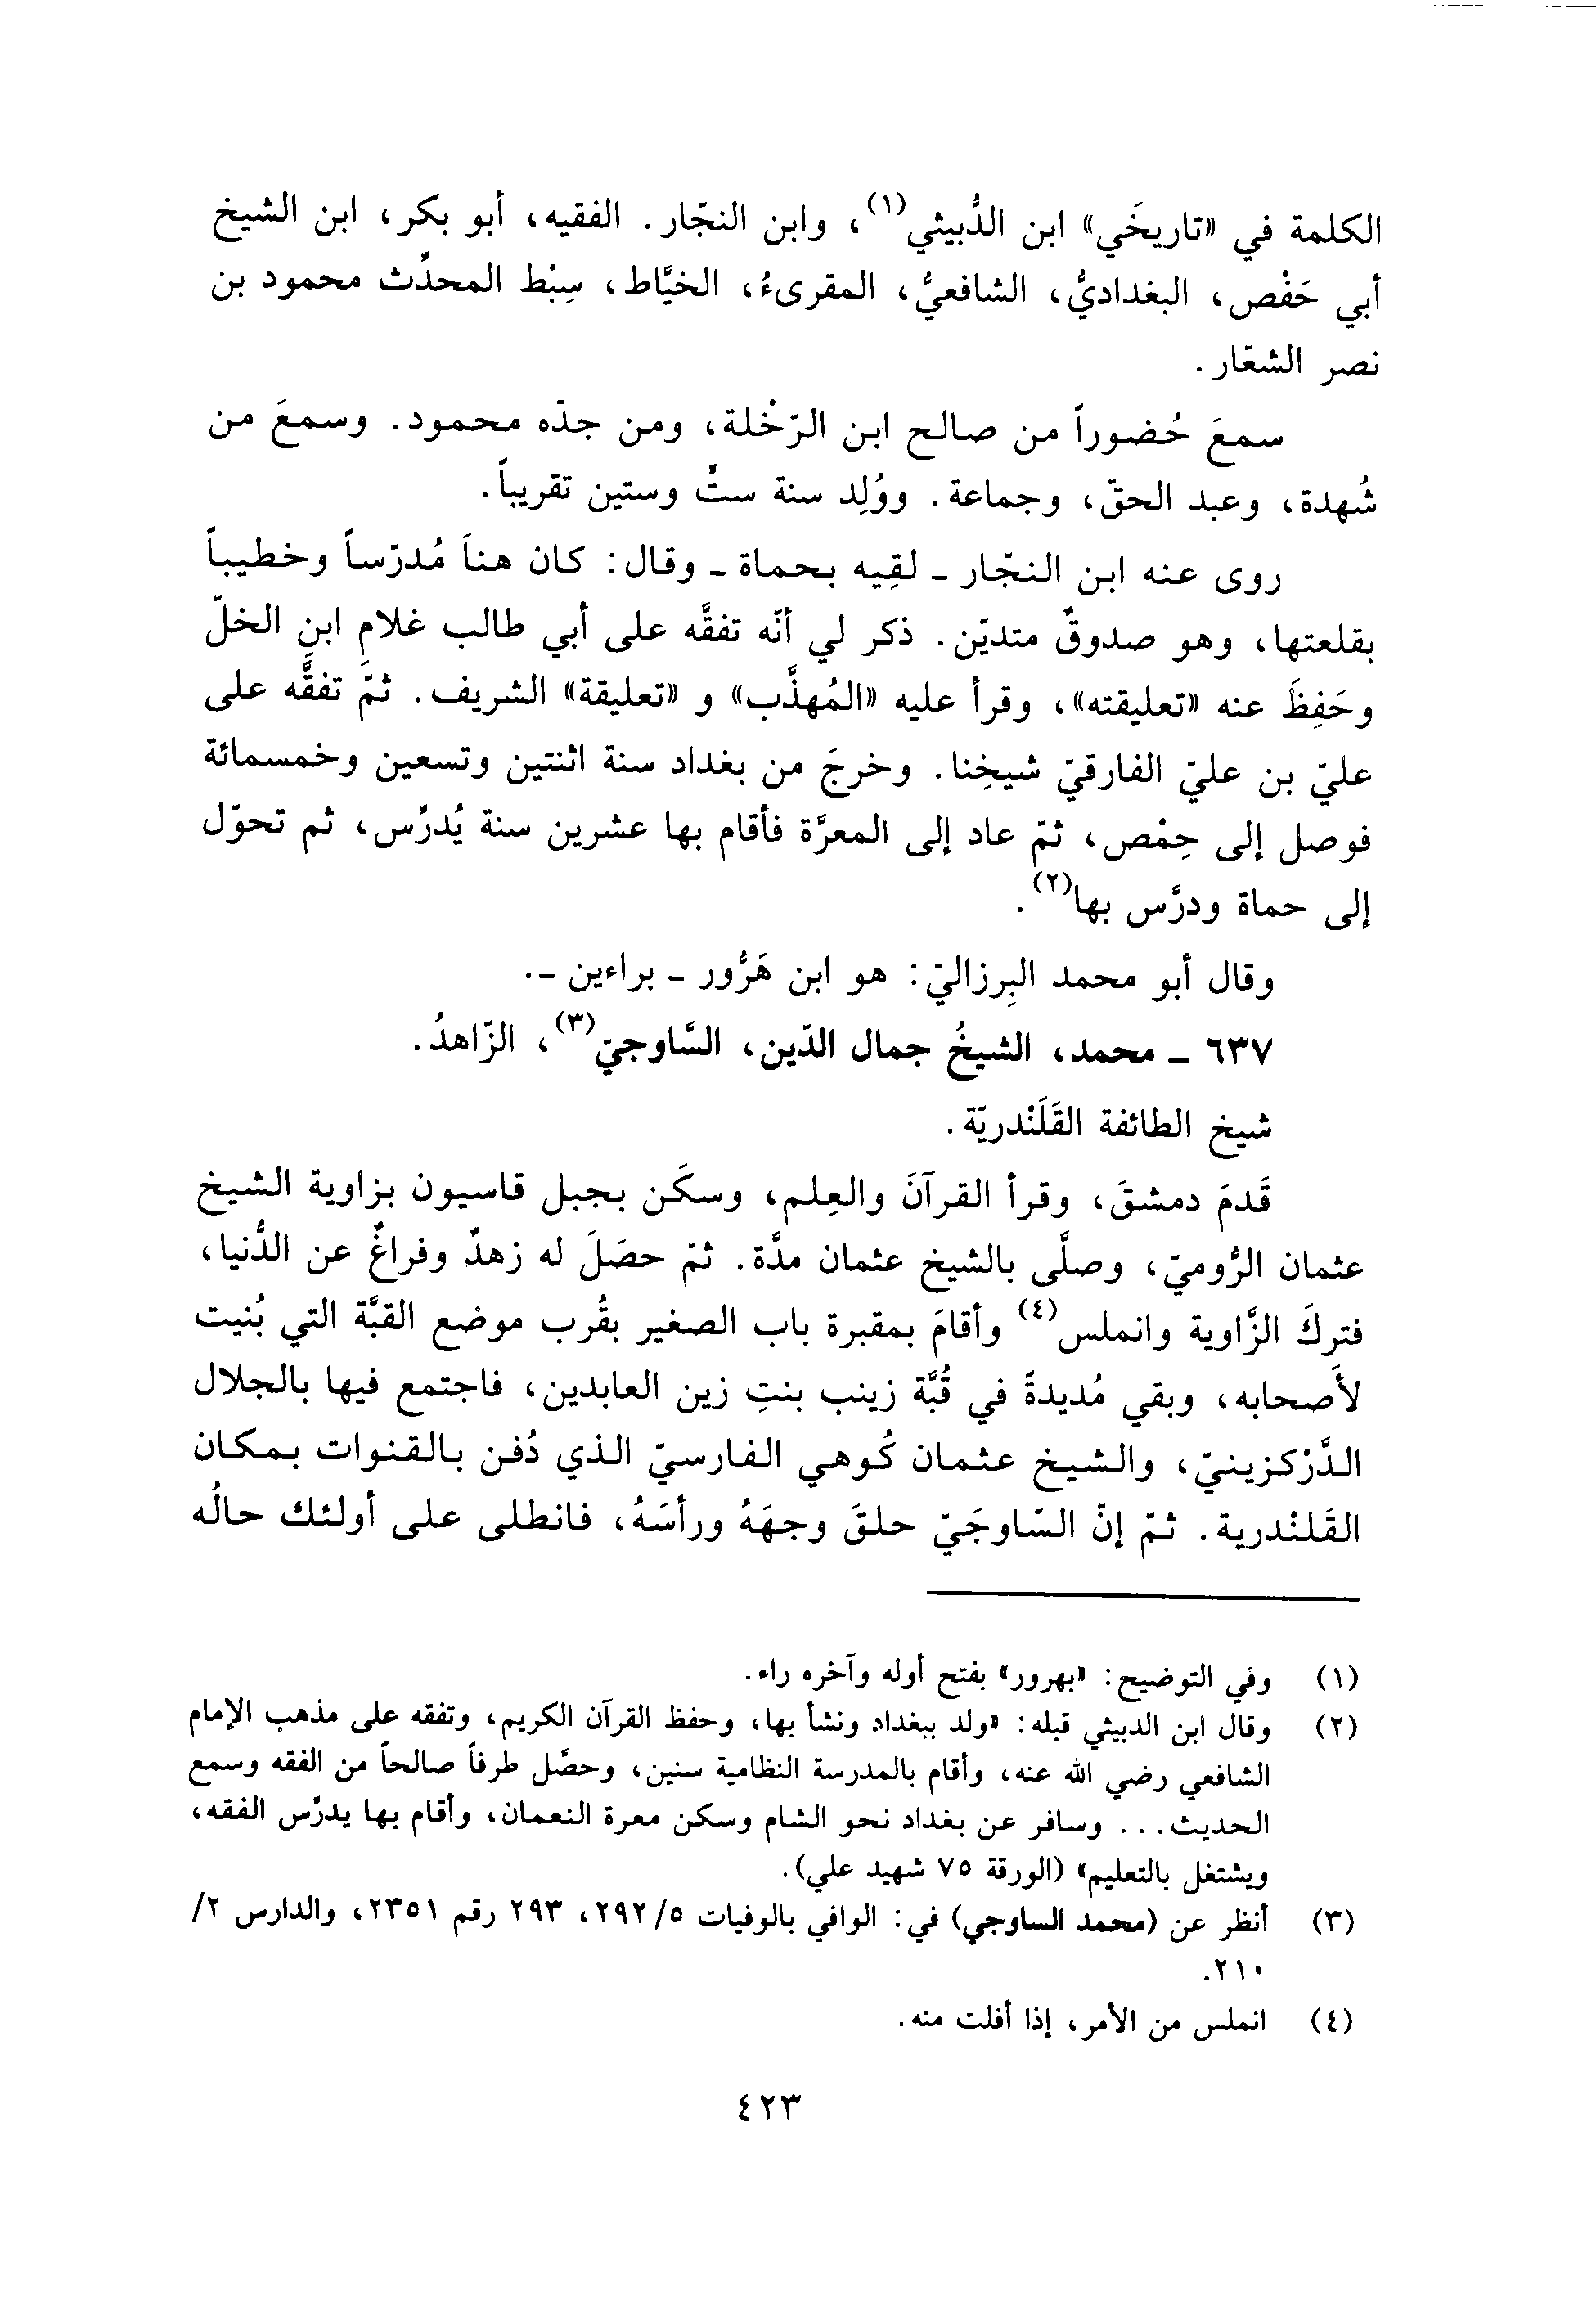 الكلمة في «تاريخَي» ابن الدُّبيثي(١)، وابن النجّار. الفقيه، أبو بكر، ابن الشيخ
أبي حَفْص، البغداديُّ، الشافعيُّ، المقرىءُ، الخيَّاط، سِبْط المحدِّث محمود بن
نصر الشعّار.
سمعَ حُضوراً من صالح ابن الرّخْلة، ومن جدّه محمود. وسمعَ من
شُهدة، وعبد الحقّ، وجماعة. ووُلِد سنة ستٌ وستين تقريباً.
روى عنه ابن النجّار ـ لقِيه بحماة ـ وقال: كان هناَ مُدرّساً وخطيباً
بقلعتها، وهو صدوقٌ متديّن. ذكر لي أنّه تفقَّه على أبي طالب غلامِ ابنِ الخلّ
وحَفِظَ عنه «تعليقته»، وقرأ عليه «المُهذَّب» و «تعليقة» الشريف. ثمَّ تفقَّه على
عليّ بن عليّ الفارقيّ شيخِنا. وخرجَ من بغداد سنة اثنتين وتسعين وخمسمائة
فوصل إلى حِمْص، ثمّ عاد إلى المعرَّة فأقام بها عشرين سنة يُدرِّس، ثم تحوّل
إلى حماة ودرَّس بها(٢).
وقال أبو محمد البِرزاليّ: هو ابن هَرُّور ـ براءين ـ.
٦٣٧ ـ محمد، الشيخُ جمال الدّين، السَّاوجيّ(٣)، الزّاهدُ.
شيخ الطائفة القَلَنْدريّة.
قَدمَ دمشقَ، وقرأ القرآنَ والعِلم، وسكَن بجبل قاسيون بزاوية الشيخ
عثمان الرُّوميّ، وصلَّى بالشيخ عثمان مدَّة. ثمّ حصَلَ له زهدٌ وفراغٌ عن الدُّنيا،
فتركَ الزَّاوية وانملس(٤) وأقامَ بمقبرة باب الصغير بقُرب موضع القبَّة التي بُنيت
لأَصحابه، وبقي مُديدةً في قُبَّة زينب بنتِ زين العابدين، فاجتمع فيها بالجلال
الدَّرْكزينيّ، والشيخ عثمان كُوهي الفارسيّ الذي دُفن بالقنوات بمكان
القَلنْدرية. ثمّ إنّ السّاوجَيّ حلقَ وجهَهُ ورأسَهُ، فانطلى على أولئك حالُه
(١) وفي التوضيح: «بهرور» بفتح أوله وآخره راء.
(٢) وقال ابن الدبيثي قبله: «ولد ببغداد ونشأ بها، وحفظ القرآن الكريم، وتفقه على مذهب الإمام
الشافعي رضي الله عنه، وأقام بالمدرسة النظامية سنين، وحصَّل طرفاً صالحاً من الفقه وسمع
الحديث... وسافر عن بغداد نحو الشام وسكن معرة النعمان، وأقام بها يدرِّس الفقه،
ويشتغل بالتعليم» (الورقة ٧٥ شهيد علي).
(٣) أنظر عن (محمد الساوجي) في: الوافي بالوفيات ٥/ ٢٩٢، ٢٩٣ رقم ٢٣٥١، والدارس ٢/
٢١٠.
(٤) انملس من الأمر، إذا أفلت منه.
٤٢٣